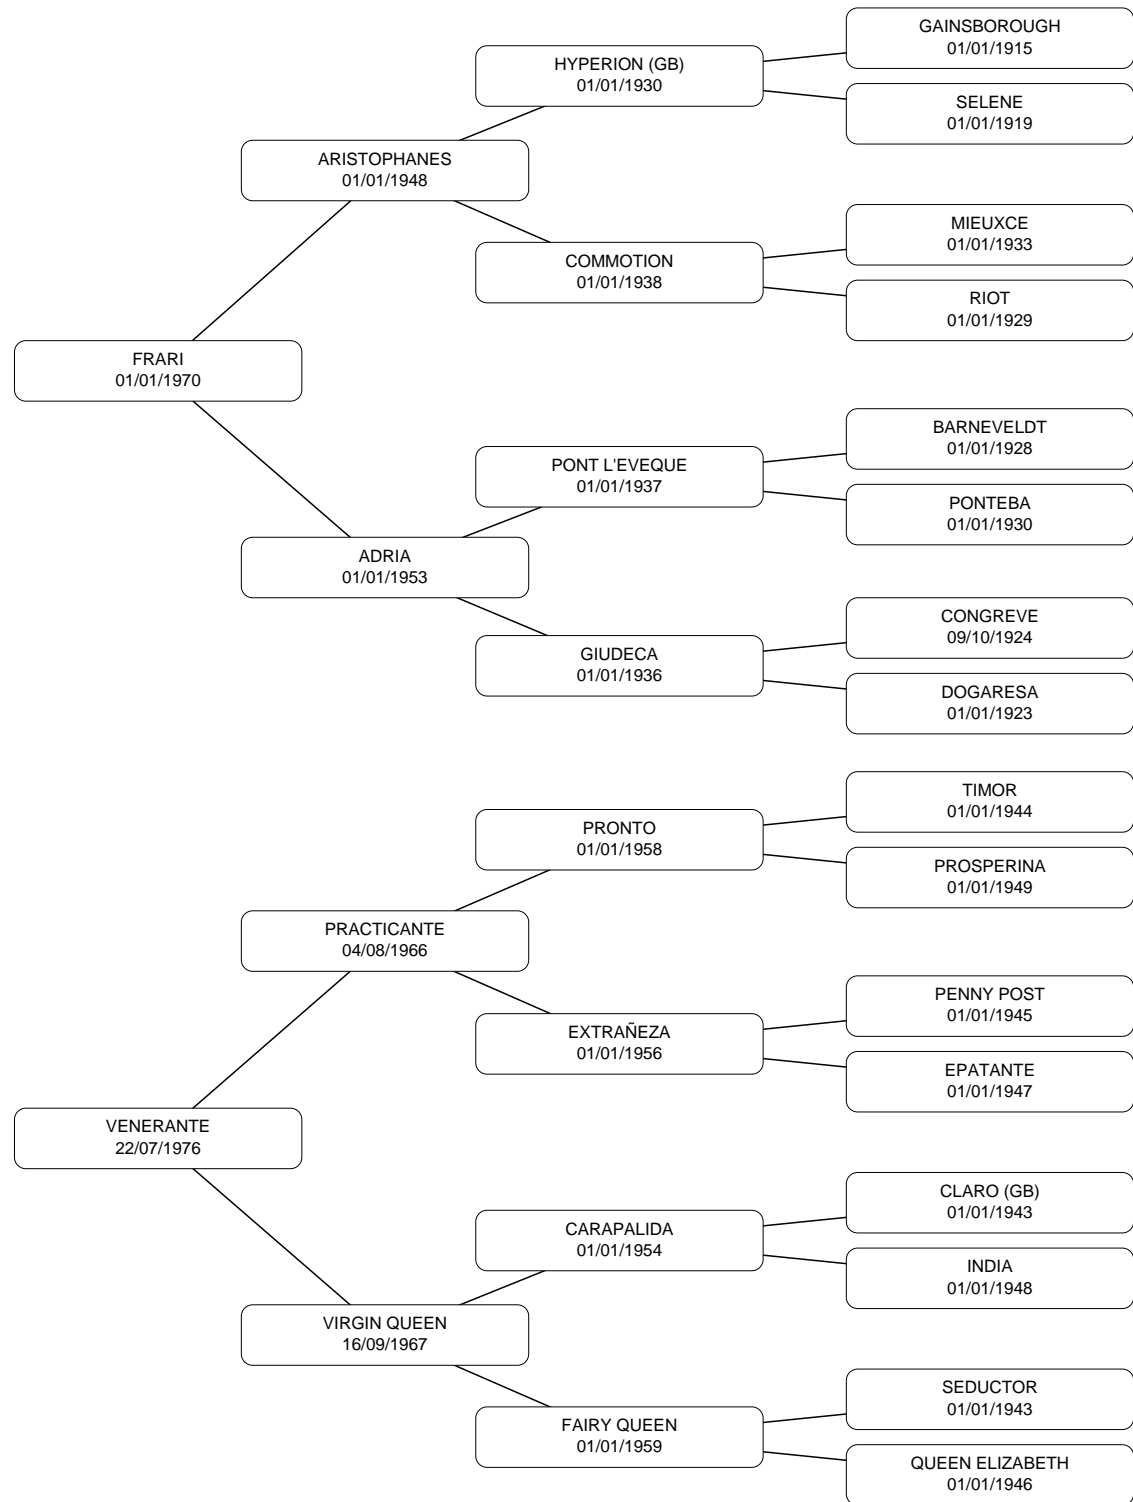 GAINSBOROUGH
01/01/1915
HYPERION (GB)
01/01/1930
SELENE
01/01/1919
ARISTOPHANES
01/01/1948
MIEUXCE
01/01/1933
COMMOTION
01/01/1938
RIOT
01/01/1929
FRARI
01/01/1970
BARNEVELDT
01/01/1928
PONT L'EVEQUE
01/01/1937
PONTEBA
01/01/1930
ADRIA
01/01/1953
CONGREVE
09/10/1924
GIUDECA
01/01/1936
DOGARESA
01/01/1923
TIMOR
01/01/1944
PRONTO
01/01/1958
PROSPERINA
01/01/1949
PRACTICANTE
04/08/1966
PENNY POST
01/01/1945
EXTRAÑEZA
01/01/1956
EPATANTE
01/01/1947
VENERANTE
22/07/1976
CLARO (GB)
01/01/1943
CARAPALIDA
01/01/1954
INDIA
01/01/1948
VIRGIN QUEEN
16/09/1967
SEDUCTOR
01/01/1943
FAIRY QUEEN
01/01/1959
QUEEN ELIZABETH
01/01/1946